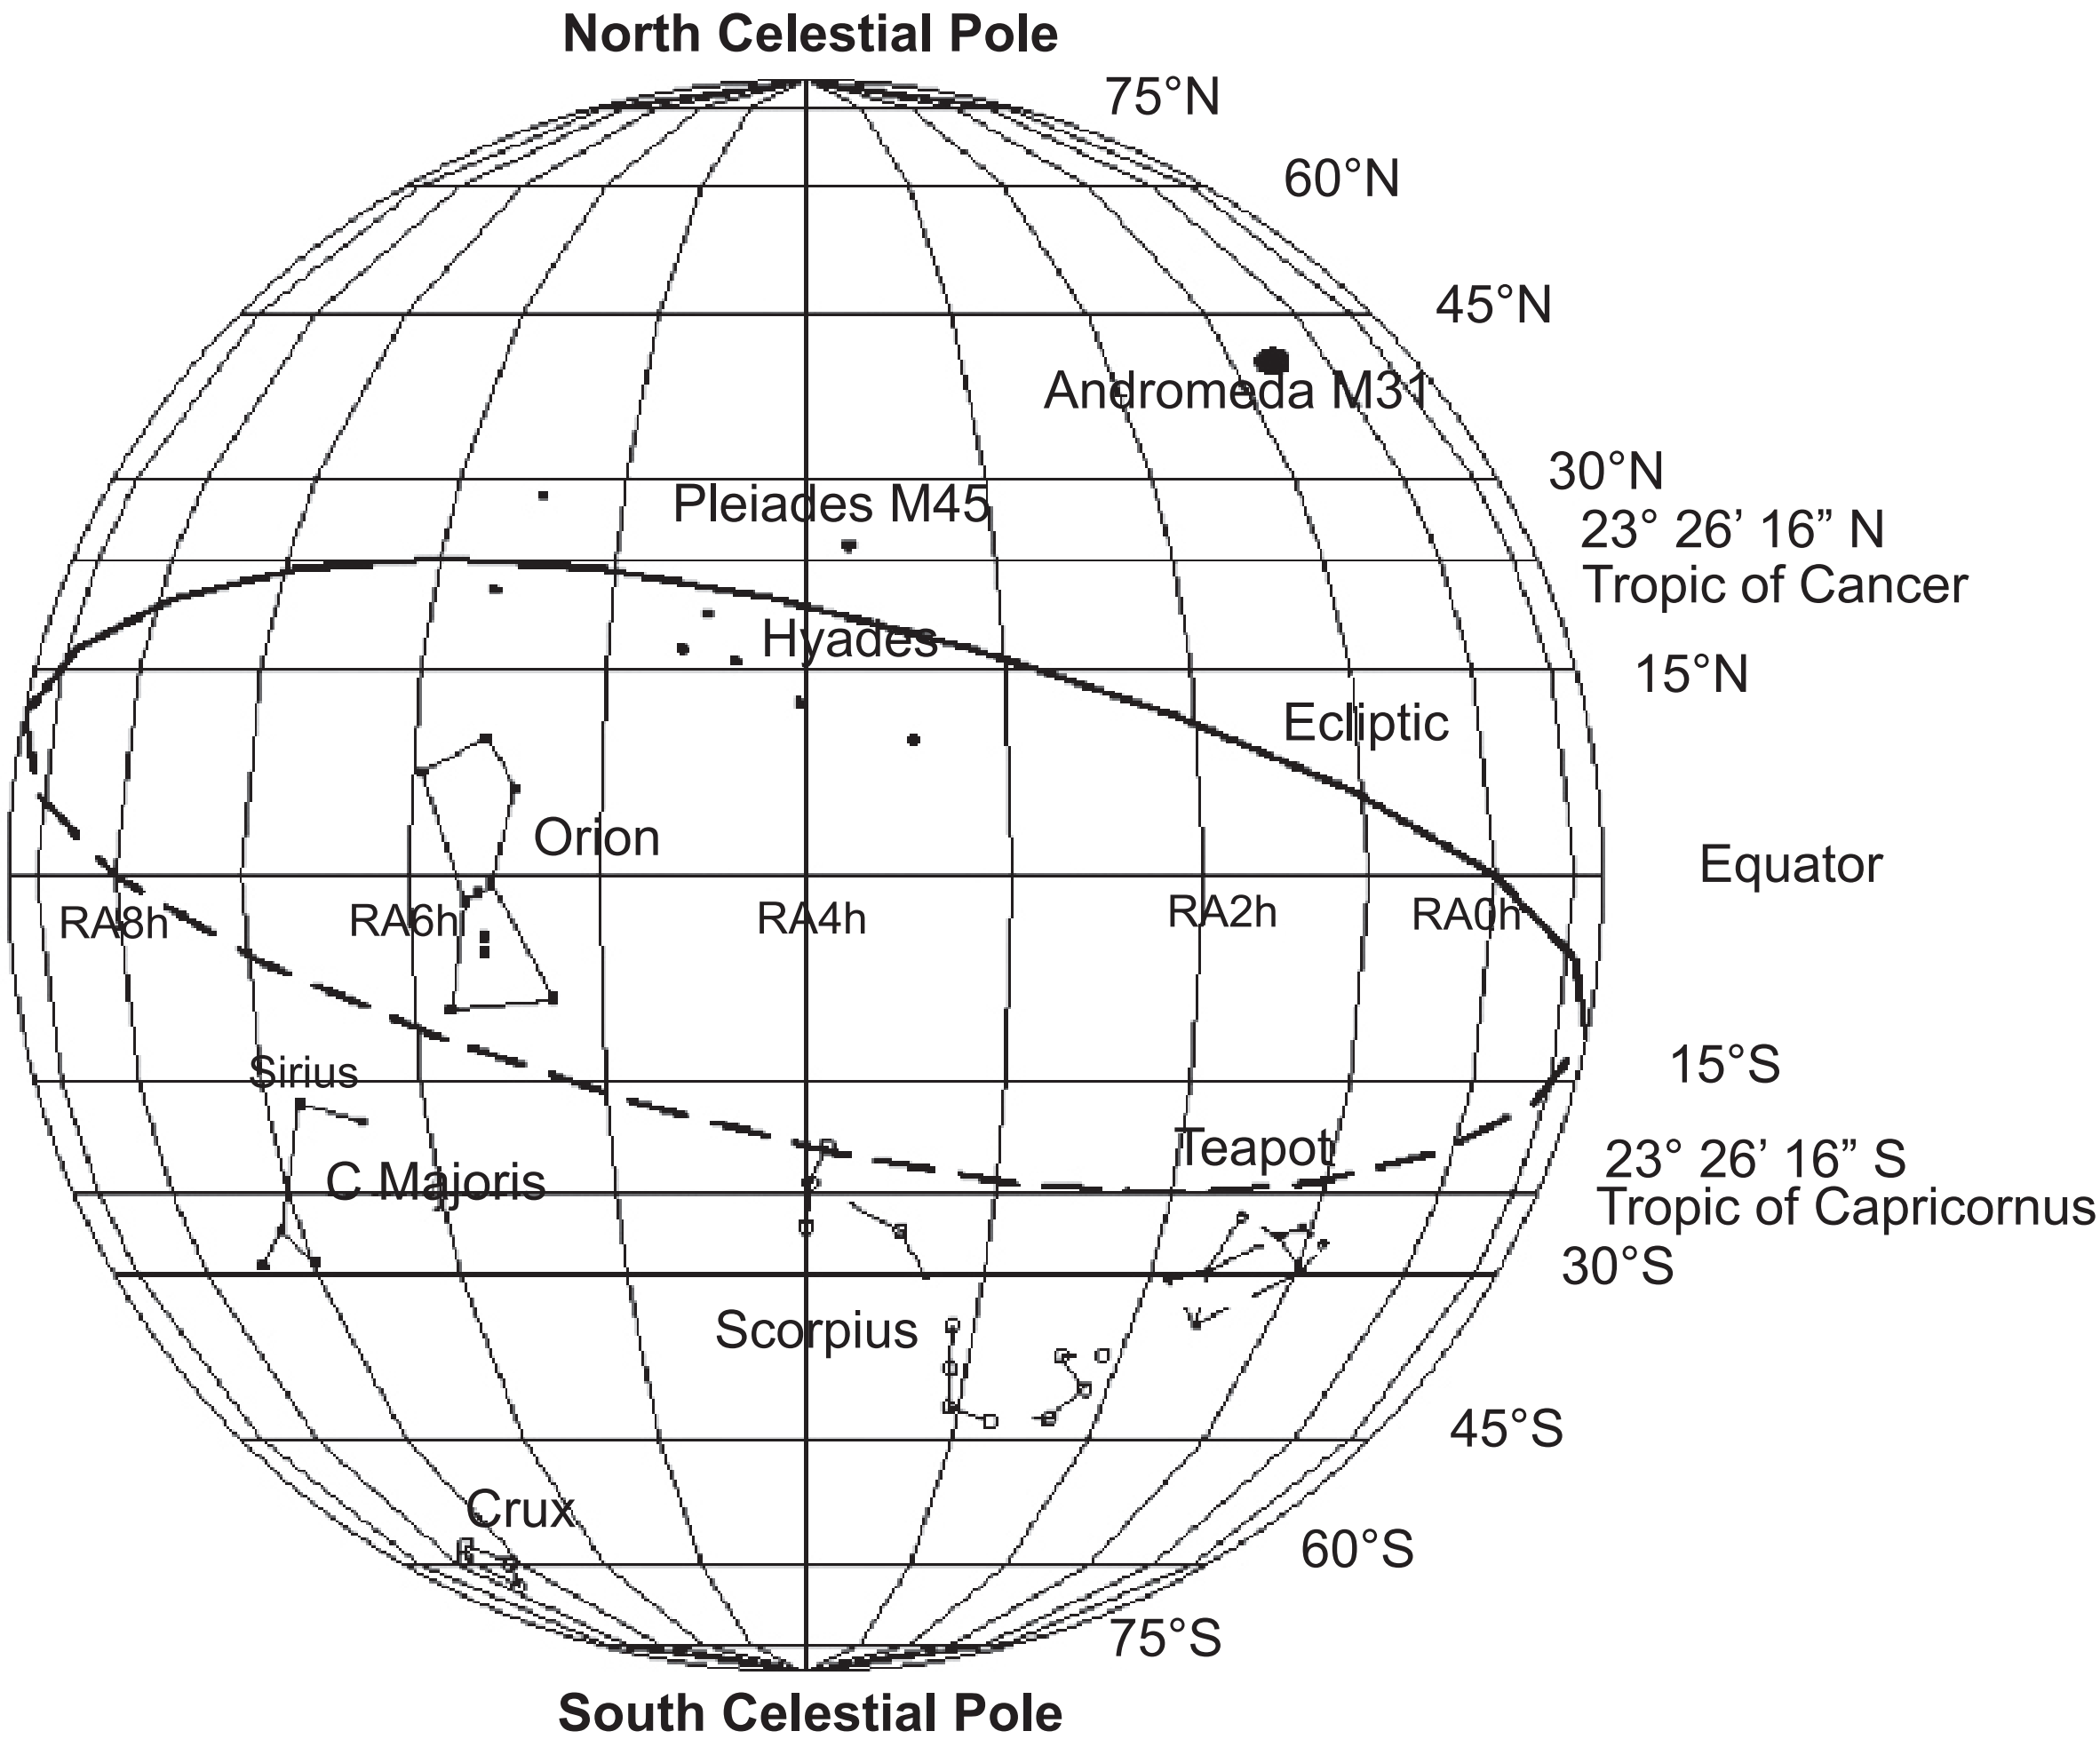 North Celestial Pole
75°N
60°N
45°N
Andromeda M31
30°N
Pleiades M45
23° 26’ 16” N
Tropic of Cancer
Hyades
15°N
Ecliptic
Orion
Equator
RA8h
RA6h
RA4h
RA2h
RA0h
Sirius
15°S
Teapot
C Majoris
23° 26’ 16” S
Tropic of Capricornus
30°S
Scorpius
45°S
Crux
60°S
75°S
South Celestial Pole